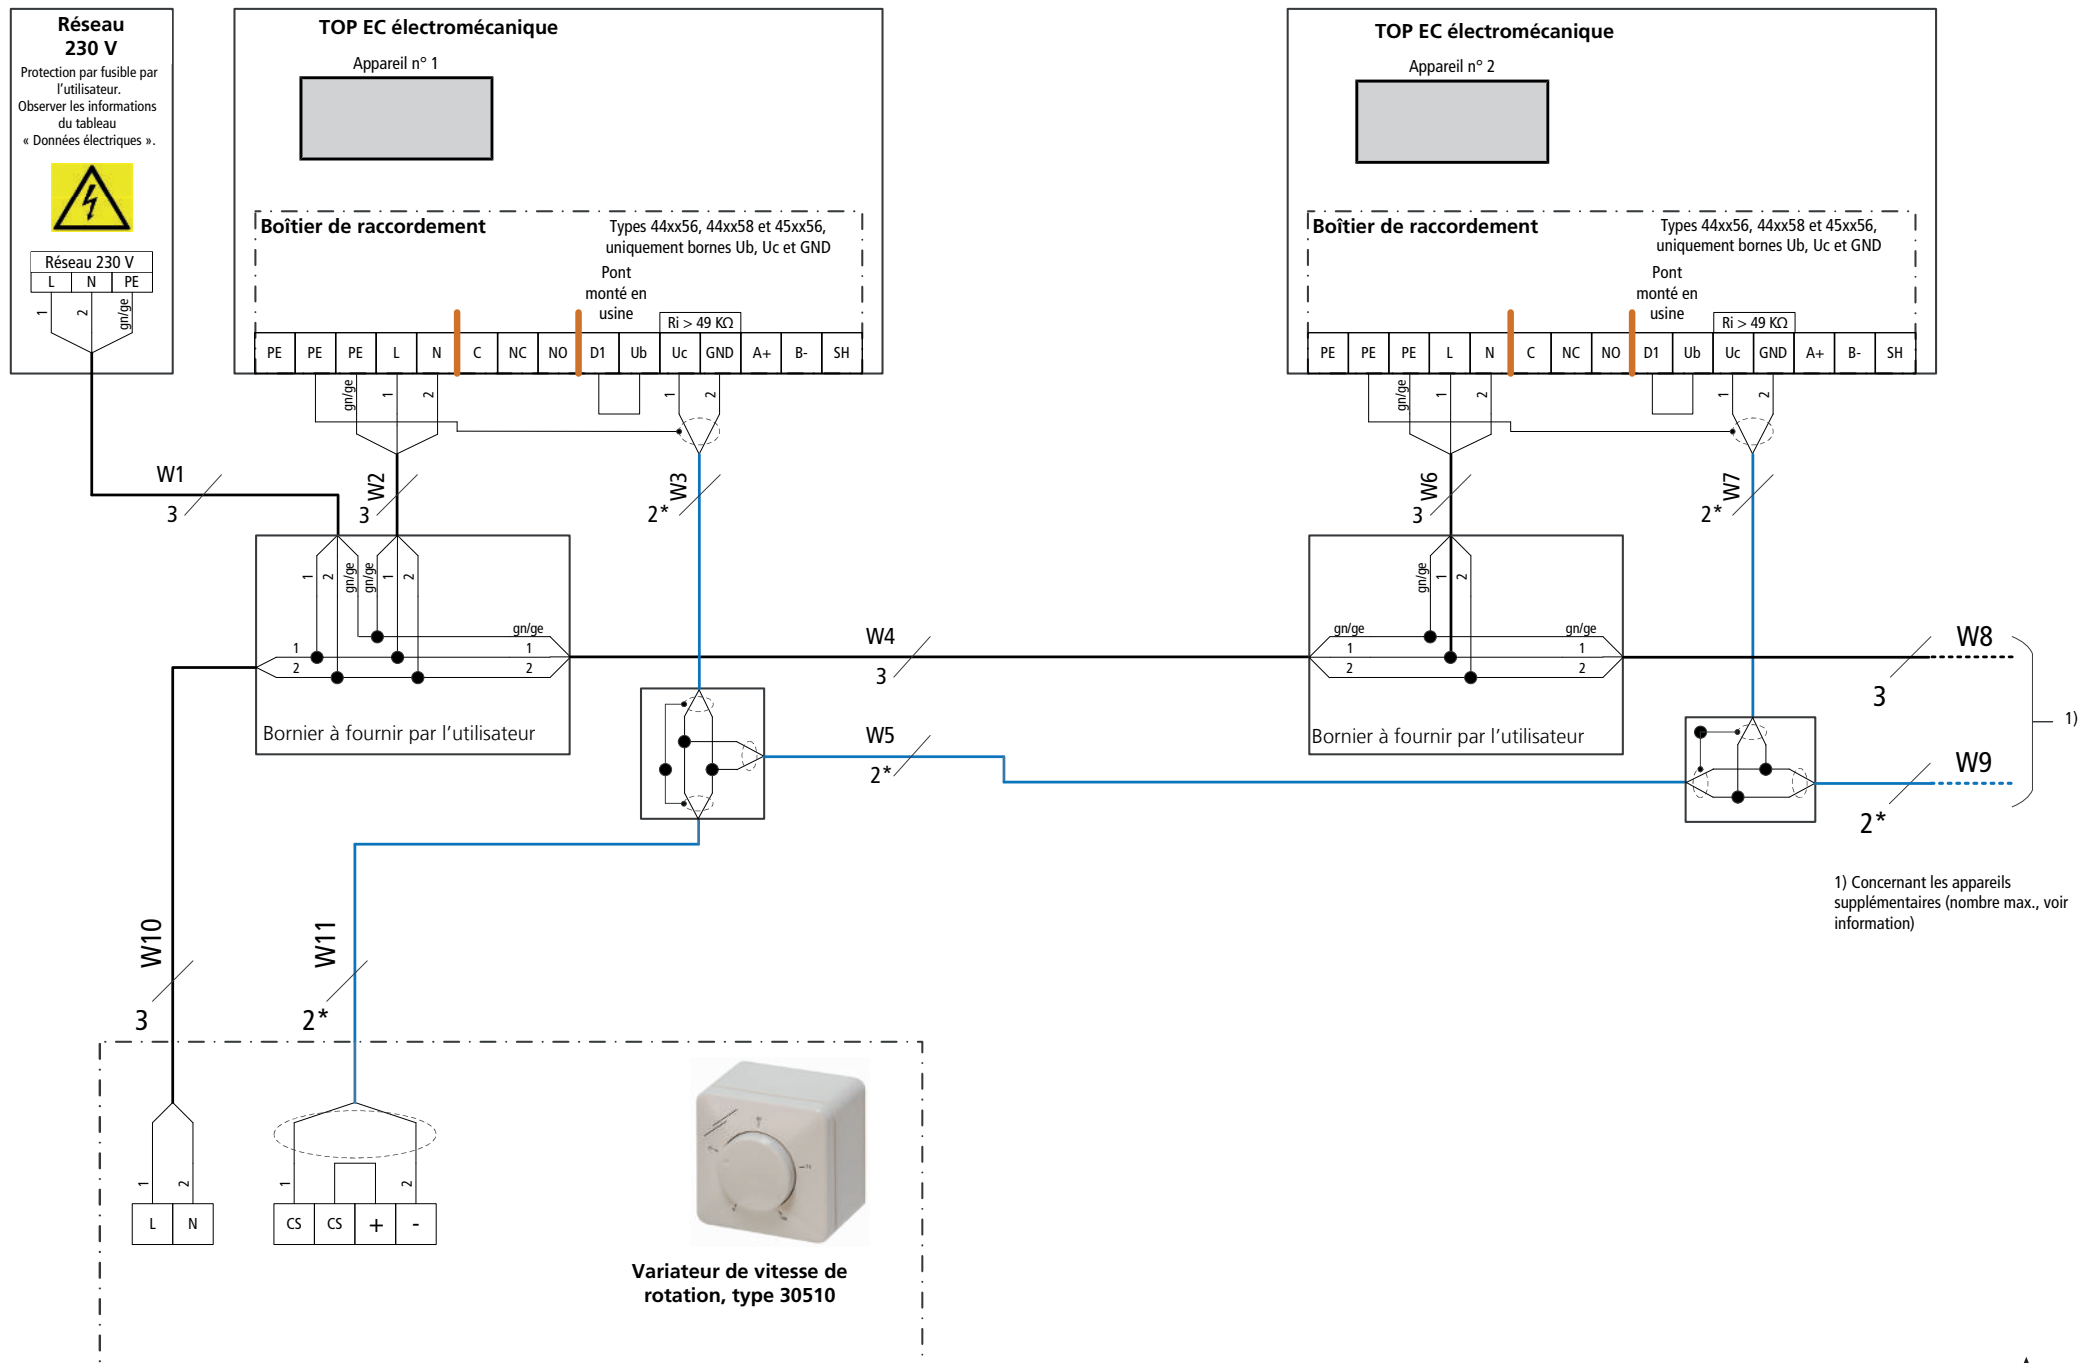 Réseau
230 V
Protection par fusible par
l'utilisateur.
Observer les informations
du tableau
« Données électriques ».
Réseau 230 V
L N PE
1 2 gn/ge
TOP EC électromécanique
Appareil n° 1
Boîtier de raccordement
Types 44xx56, 44xx58 et 45xx56,
uniquement bornes Ub, Uc et GND
Pont
monté en
usine
Ri > 49 KΩ
PE PE PE L N C NC NO D1 Ub Uc GND A+ B- SH
gn/ge 1 2 1 2
TOP EC électromécanique
Appareil n° 2
Boîtier de raccordement
Types 44xx56, 44xx58 et 45xx56,
uniquement bornes Ub, Uc et GND
Pont
monté en
usine
Ri > 49 KΩ
PE PE PE L N C NC NO D1 Ub Uc GND A+ B- SH
gn/ge 1 2 1 2
W1
3
W2
3
W3
2*
W6
3
W7
2*
1 2 gn/ge gn/ge 1 2
gn/ge
1 1
2 2
Bornier à fournir par l'utilisateur
W4
3
W5
2*
gn/ge 1 2
gn/ge gn/ge
1 1
2 2
Bornier à fournir par l'utilisateur
W8
3
W9
2*
1)
1) Concernant les appareils
supplémentaires (nombre max., voir
information)
W10
3
W11
2*
1 2
L N
1 2
CS CS + -
Variateur de vitesse de
rotation, type 30510